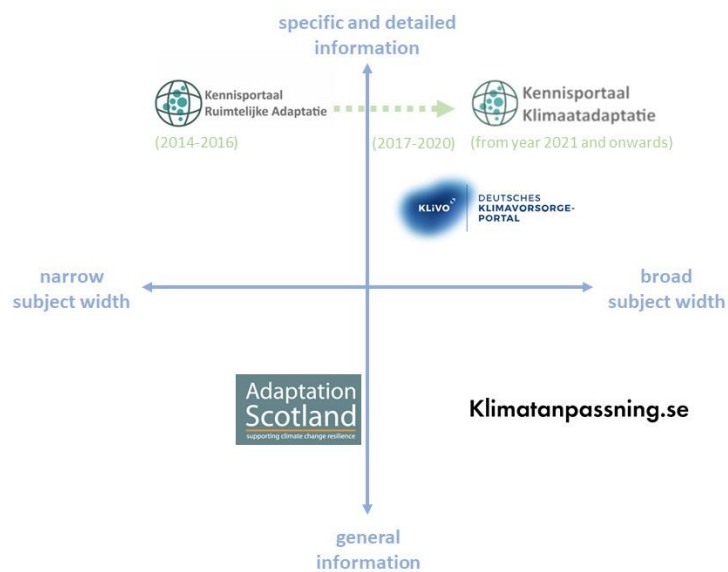 specific and detailed
information
Kennisportaal
Ruimtelijke Adaptatie
Kennisportaal
Klimaatadaptatie
(2014-2016)
(2017-2020)
(from year 2021 and onwards)
KLiVO
DEUTSCHES
KLIMAVORSORGE-
PORTAL
narrow
subject width
broad
subject width
Adaptation
Scotland
supporting climate change resilience
Klimatanpassning.se
general
information